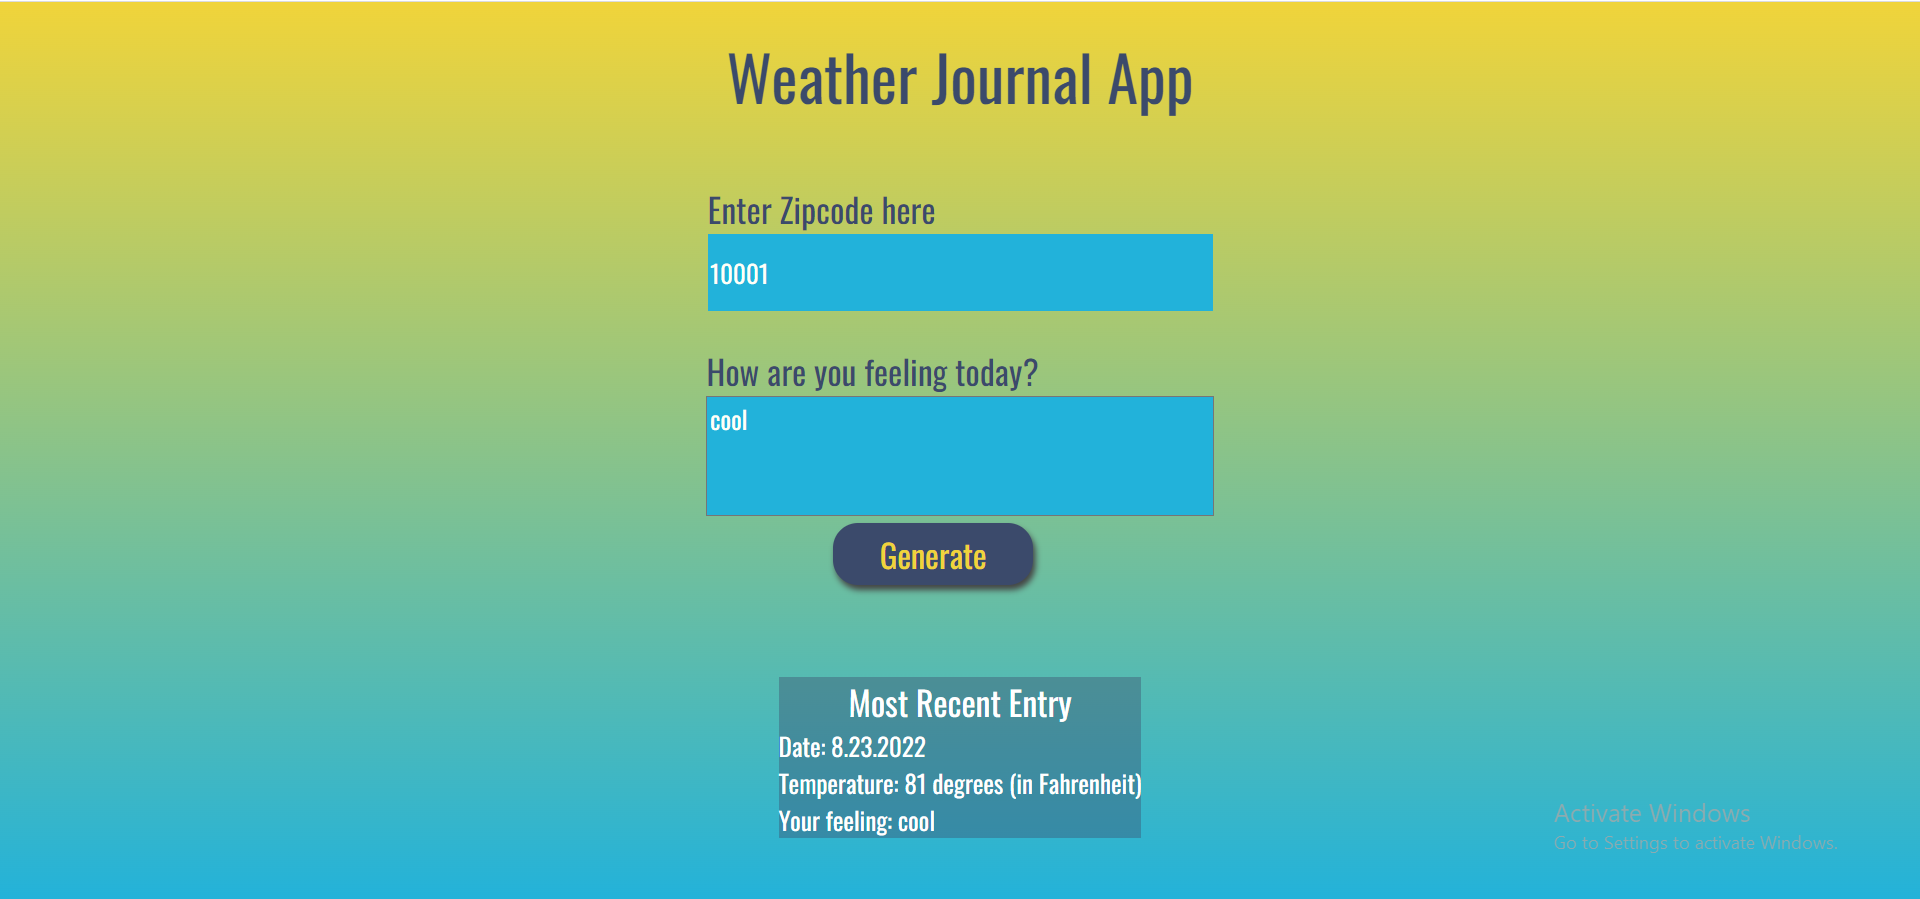 Weather Journal App
Enter Zipcode here
10001
How are you feeling today?
cool
Generate
Most Recent Entry
Date: 8.23.2022
Temperature: 81 degrees (in Fahrenheit)
Your feeling: cool
Activate Windows
Go to Settings to activate Windows.